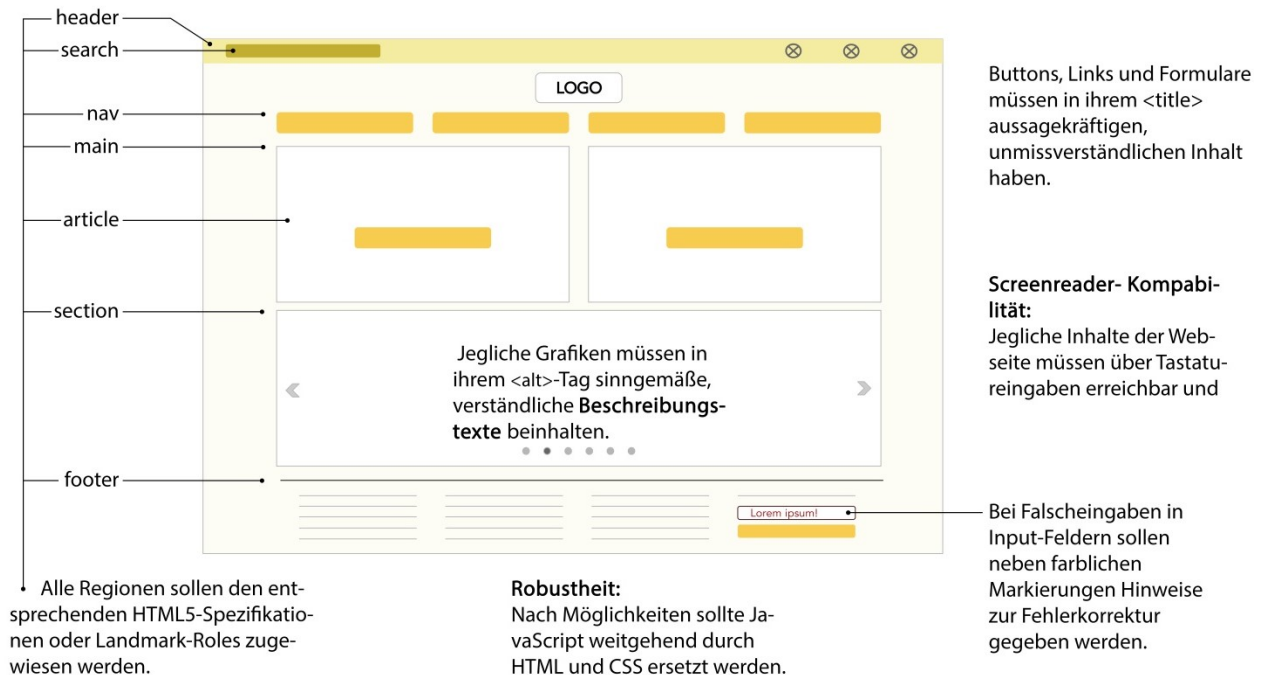 header
search
nav
main
article
section
footer
LOGO
Jegliche Grafiken müssen in
ihrem <alt>-Tag sinngemäße,
verständliche Beschreibungs-
texte beinhalten.
Lorem ipsum!
Buttons, Links und Formulare
müssen in ihrem <title>
aussagekräftigen,
unmissverständlichen Inhalt
haben.
Screenreader- Kompabi-
lität:
Jegliche Inhalte der Web-
seite müssen über Tastatu-
reingaben erreichbar und
Bei Falscheingaben in
Input-Feldern sollen
neben farblichen
Markierungen Hinweise
zur Fehlerkorrektur
gegeben werden.
Alle Regionen sollen den ent-
sprechenden HTML5-Spezifikatio-
nen oder Landmark-Roles zuge-
wiesen werden.
Robustheit:
Nach Möglichkeiten sollte Ja-
vaScript weitgehend durch
HTML und CSS ersetzt werden.